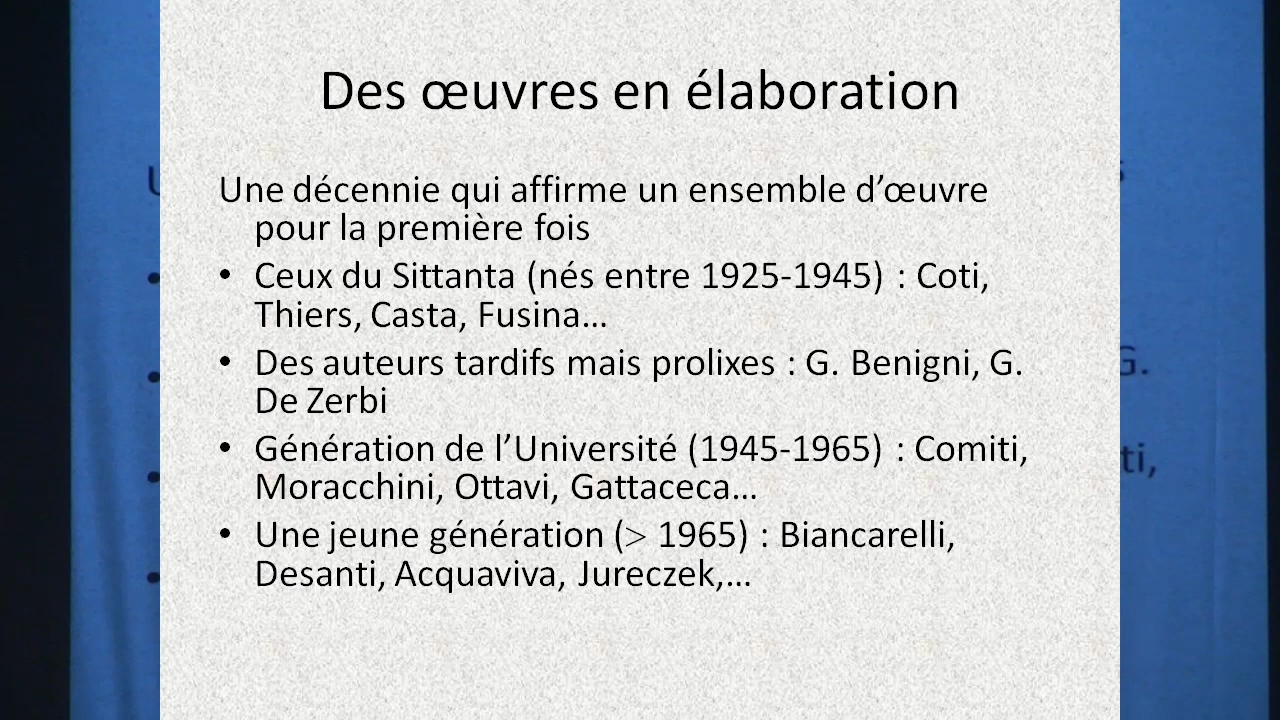 Des œuvres en élaboration
Une décennie qui affirme un ensemble d’œuvre
pour la première fois
• Ceux du Sittanta (nés entre 1925-1945) : Coti,
Thiers, Casta, Fusina…
• Des auteurs tardifs mais prolixes : G. Benigni, G.
De Zerbi
• Génération de l’Université (1945-1965) : Comiti,
Moracchini, Ottavi, Gattaceca…
• Une jeune génération (> 1965) : Biancarelli,
Desanti, Acquaviva, Jureczek,…